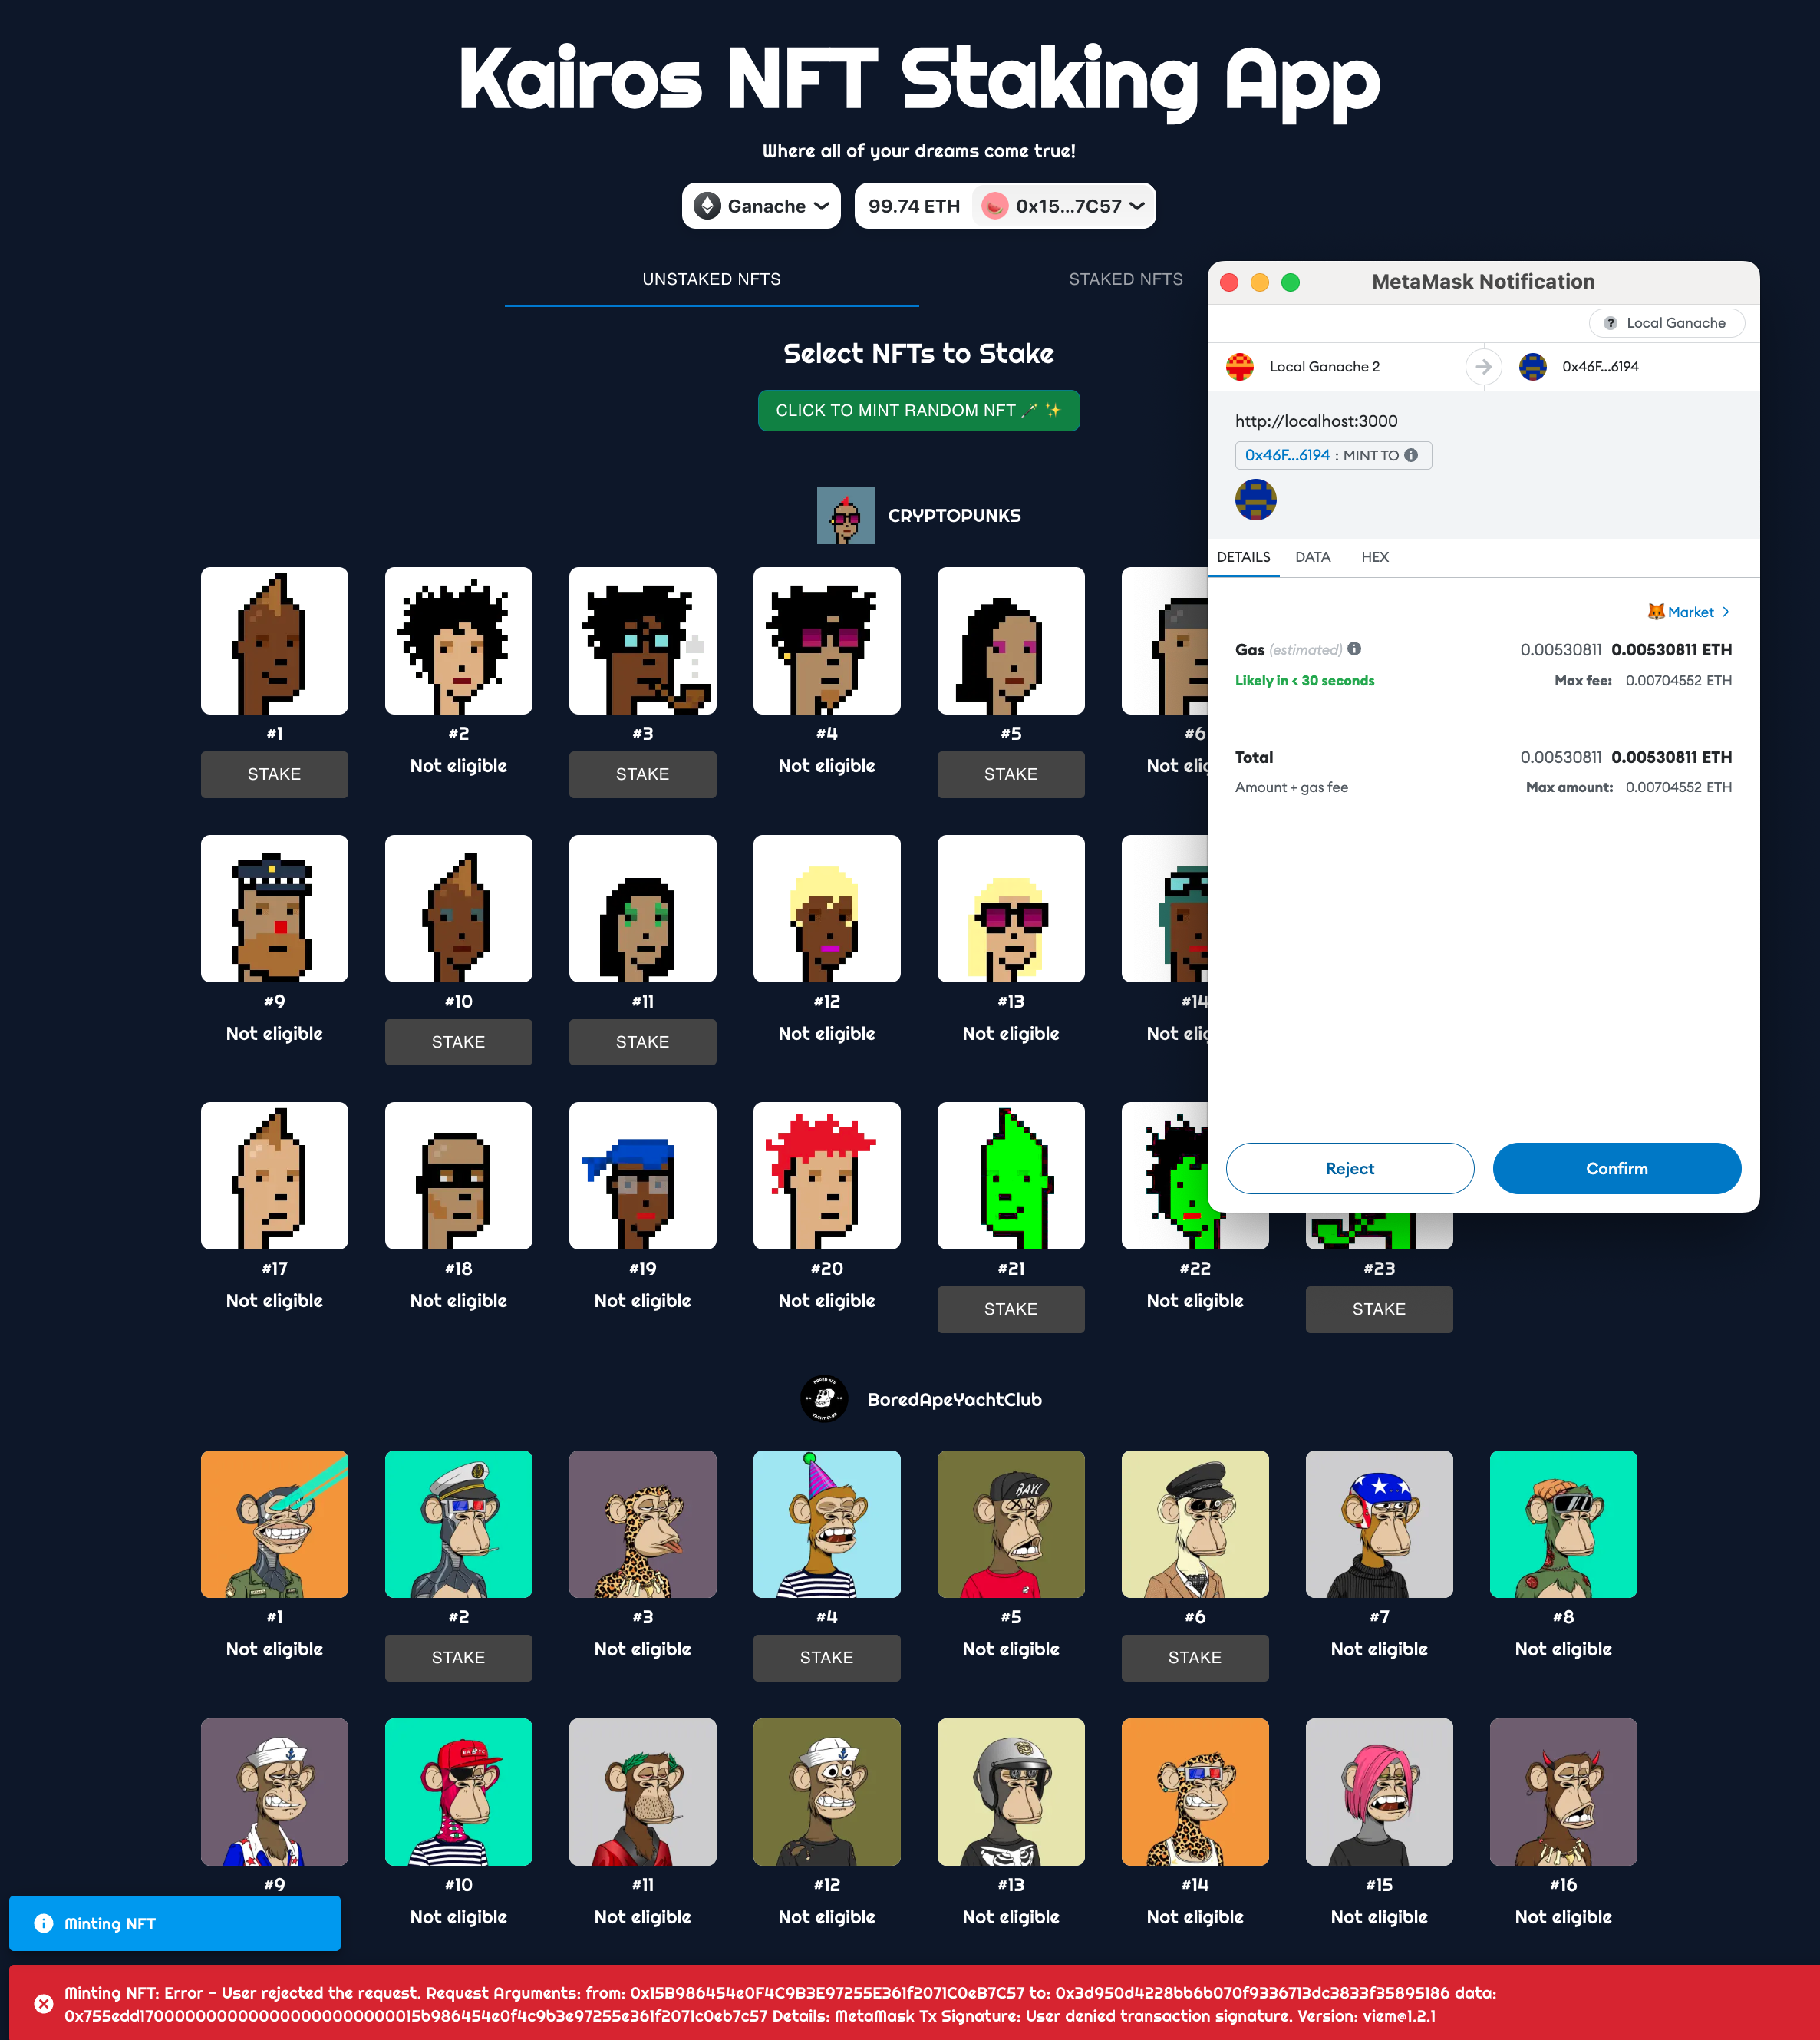 Kairos NFT Staking App
Where all of your dreams come true!
Ganache
99.74 ETH 0x15...7C57
UNSTAKED NFTS
STAKED NFTS
Select NFTs to Stake
CLICK TO MINT RANDOM NFT
MetaMask Notification
Local Ganache
Local Ganache 2
0x46F...6194
http://localhost:3000
0x46F...6194 : MINT TO
DETAILS DATA HEX
Market
Gas (estimated) 0.00530811 0.00530811 ETH
Likely in < 30 seconds Max fee: 0.00704552 ETH
Total 0.00530811 0.00530811 ETH
Amount + gas fee Max amount: 0.00704552 ETH
Reject Confirm
CRYPTOPUNKS
#1 #2 #3 #4 #5 #6
STAKE Not eligible STAKE Not eligible STAKE Not
#9 #10 #11 #12 #13 #14
Not eligible STAKE STAKE Not eligible Not eligible Not
#17 #18 #19 #20 #21 #22 #23
Not eligible Not eligible Not eligible Not eligible STAKE Not eligible STAKE
BORED APE
YACHT CLUB
BoredApeYachtClub
BAYC
#1 #2 #3 #4 #5 #6 #7 #8
Not eligible STAKE Not eligible STAKE Not eligible STAKE Not eligible Not eligible
#9 #10 #11 #12 #13 #14 #15 #16
Not eligible Not eligible Not eligible Not eligible Not eligible Not eligible Not eligible
Minting NFT
Minting NFT: Error - User rejected the request. Request Arguments: from: 0x15B986454e0F4C9B3E97255E361f2071C0eB7C57 to: 0x3d950d4228bb6b070f9336713dc3833f35895186 data:
0x755edd1700000000000000000000000015b986454e0f4c9b3e97255e361f2071c0eb7c57 Details: MetaMask Tx Signature: User denied transaction signature. Version: viem@1.2.1